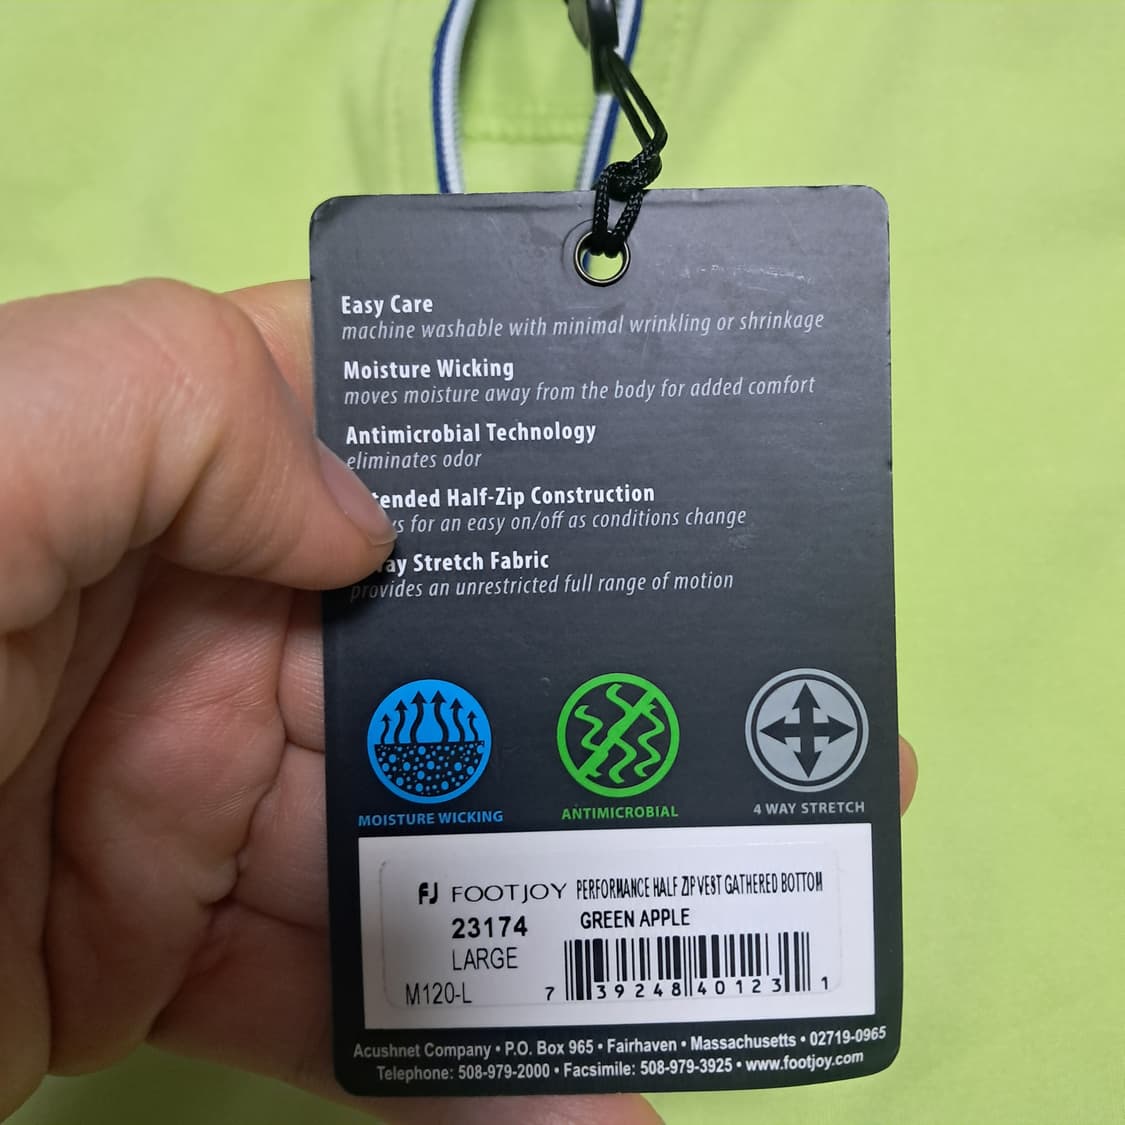 Easy Care
machine washable with minimal wrinkling or shrinkage
Moisture Wicking
moves moisture away from the body for added comfort
Antimicrobial Technology
eliminates odor
tended Half-Zip Construction
s for an easy on/off as conditions change
ay Stretch Fabric
provides an unrestricted full range of motion
MOISTURE WICKING ANTIMICROBIAL 4 WAY STRETCH
FJ FOOTJOY PERFORMANCE HALF ZIP VEST GATHERED BOTTOM
23174 GREEN APPLE
LARGE
M120-L 7 39248 40123 1
Acushnet Company • P.O. Box 965 • Fairhaven • Massachusetts • 02719-0965
Telephone: 508-979-2000 • Facsimile: 508-979-3925 • www.footjoy.com